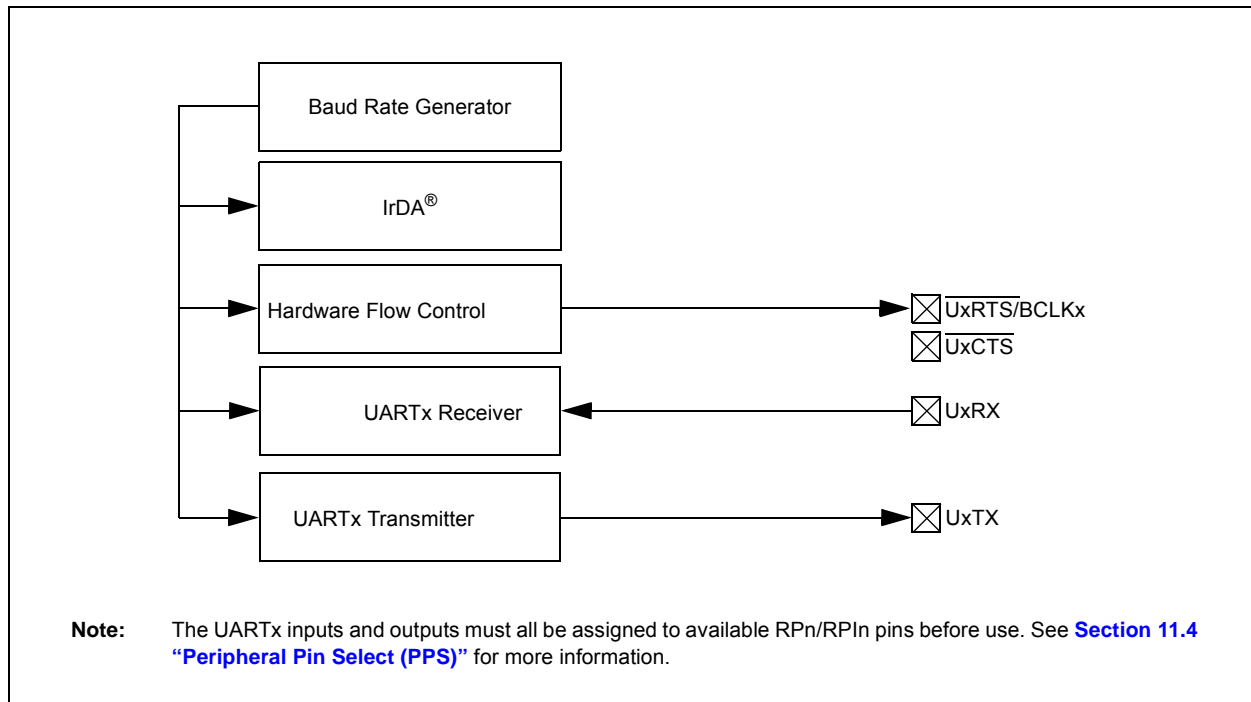 Baud Rate Generator
IrDA®
Hardware Flow Control
UxRTS/BCLKx
UxCTS
UARTx Receiver
UxRX
UARTx Transmitter
UxTX
Note: The UARTx inputs and outputs must all be assigned to available RPn/RPIn pins before use. See Section 11.4
“Peripheral Pin Select (PPS)” for more information.